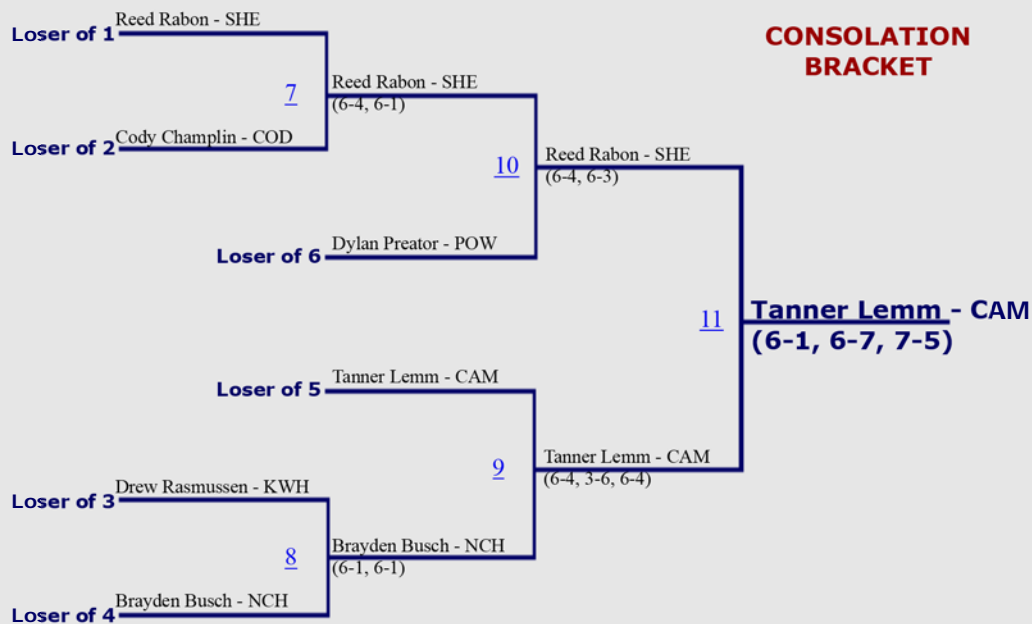 Reed Rabon - SHE
CONSOLATION
BRACKET
Loser of 1
7
Reed Rabon - SHE
(6-4, 6-1)
Cody Champlin - COD
Loser of 2
10
Reed Rabon - SHE
(6-4, 6-3)
Dylan Preator - POW
Loser of 6
11
Tanner Lemm - CAM
(6-1, 6-7, 7-5)
Tanner Lemm - CAM
Loser of 5
9
Tanner Lemm - CAM
(6-4, 3-6, 6-4)
Drew Rasmussen - KWH
Loser of 3
8
Brayden Busch - NCH
(6-1, 6-1)
Brayden Busch - NCH
Loser of 4